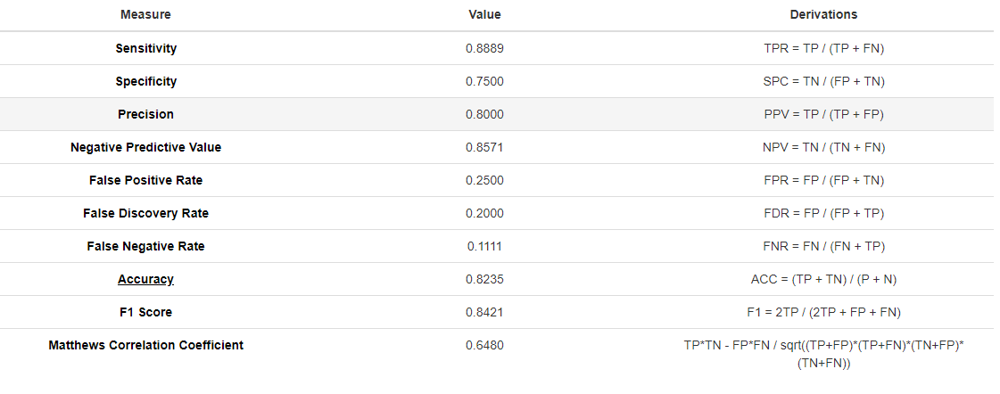 Measure Value Derivations
Sensitivity 0.8889 TPR = TP / (TP + FN)
Specificity 0.7500 SPC = TN / (FP + TN)
Precision 0.8000 PPV = TP / (TP + FP)
Negative Predictive Value 0.8571 NPV = TN / (TN + FN)
False Positive Rate 0.2500 FPR = FP / (FP + TN)
False Discovery Rate 0.2000 FDR = FP / (FP + TP)
False Negative Rate 0.1111 FNR = FN / (FN + TP)
Accuracy 0.8235 ACC = (TP + TN) / (P + N)
F1 Score 0.8421 F1 = 2TP / (2TP + FP + FN)
Matthews Correlation Coefficient 0.6480 TP*TN - FP*FN / sqrt((TP+FP)*(TP+FN)*(TN+FP)*
(TN+FN))